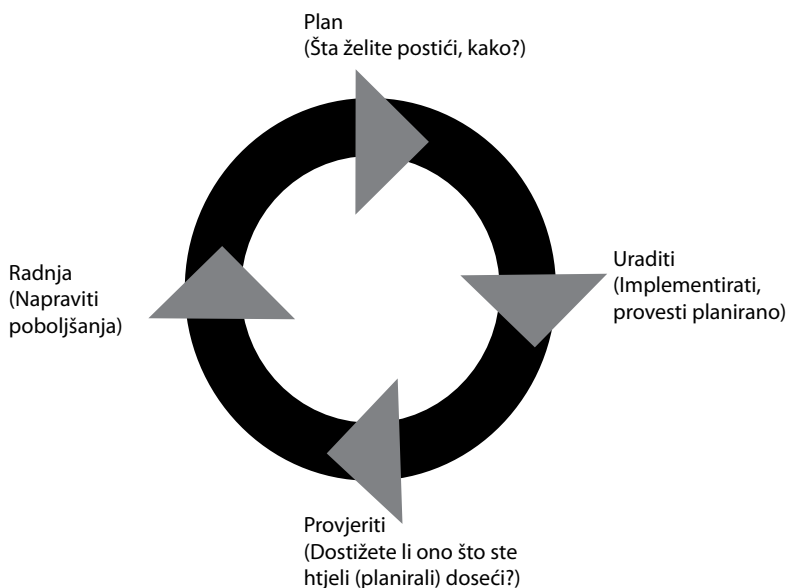 Plan
(Šta želite postići, kako?)
Uraditi
(Implementirati,
provesti planirano)
Provjeriti
(Dostižete li ono što ste
htjeli (planirali) doseći?)
Radnja
(Napraviti
poboljšanja)